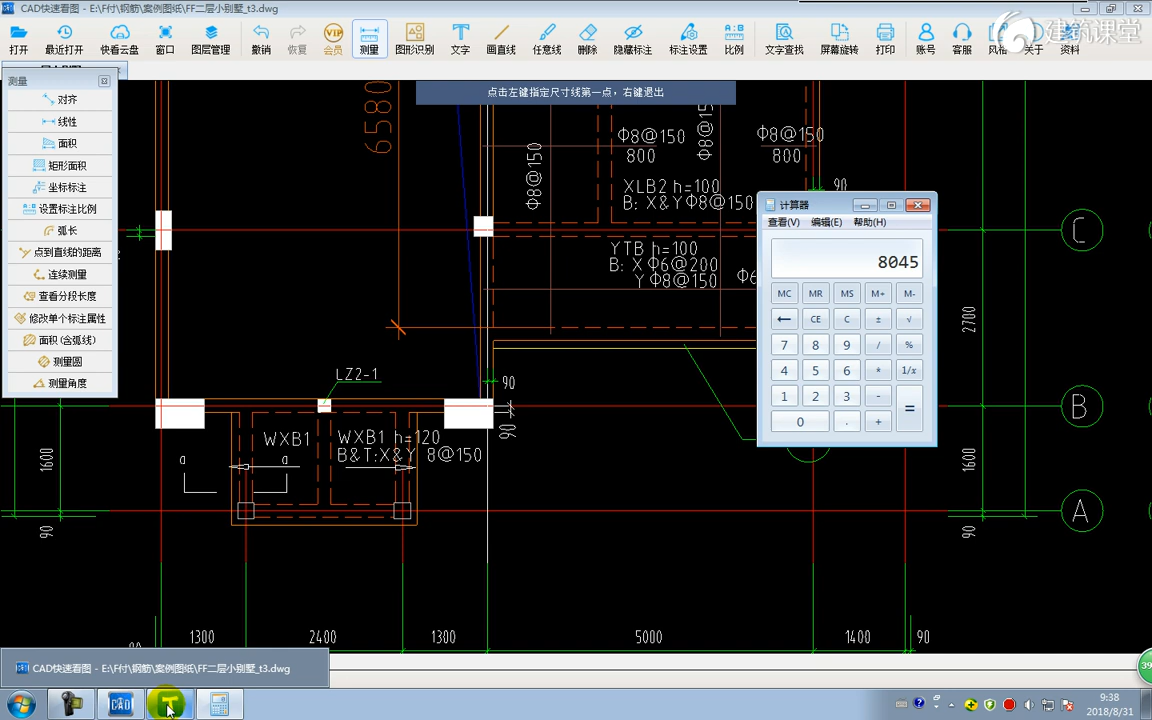 CAD快速看图 - E:\F付\钢筋\案例图纸\FF二层小别墅_t3.dwg
打开 最近打开 快看云盘 窗口 图层管理 撤销 恢复 会员 测量 图形识别 文字 画直线 任意线 删除 隐藏标注 标注设置 比例 文字查找 屏幕旋转 打印 账号 客服 风格 关于 资料
VIP
建筑课堂
测量
对齐
线性
面积
矩形面积
坐标标注
设置标注比例
弧长
点到直线的距离
连续测量
查看分段长度
修改单个标注属性
面积(含弧线)
测量圆
测量角度
点击左键指定尺寸线第一点，右键退出
6580
Φ8@150
Φ8@150
800
Φ8@15
Φ8@150
800
XLB2 h=100
B: X&YΦ8@150
90
YTB h=100
B: X Φ6@200
Y Φ8@150
Φ6
计算器
查看(V) 编辑(E) 帮助(H)
8045
MC MR MS M+ M-
← CE C ± √
7 8 9 / %
4 5 6 * 1/x
1 2 3 - =
0 . +
C
2700
B
1600
A
90
LZ2-1
90
90
WXB1
WXB1 h=120
B&T:X&Y 8@150
a a
1600
90
1300 2400 1300 5000 1400 90
90
CAD快速看图 - E:\F付\钢筋\案例图纸\FF二层小别墅_t3.dwg
CAD
T
39
9:38
2018/8/31